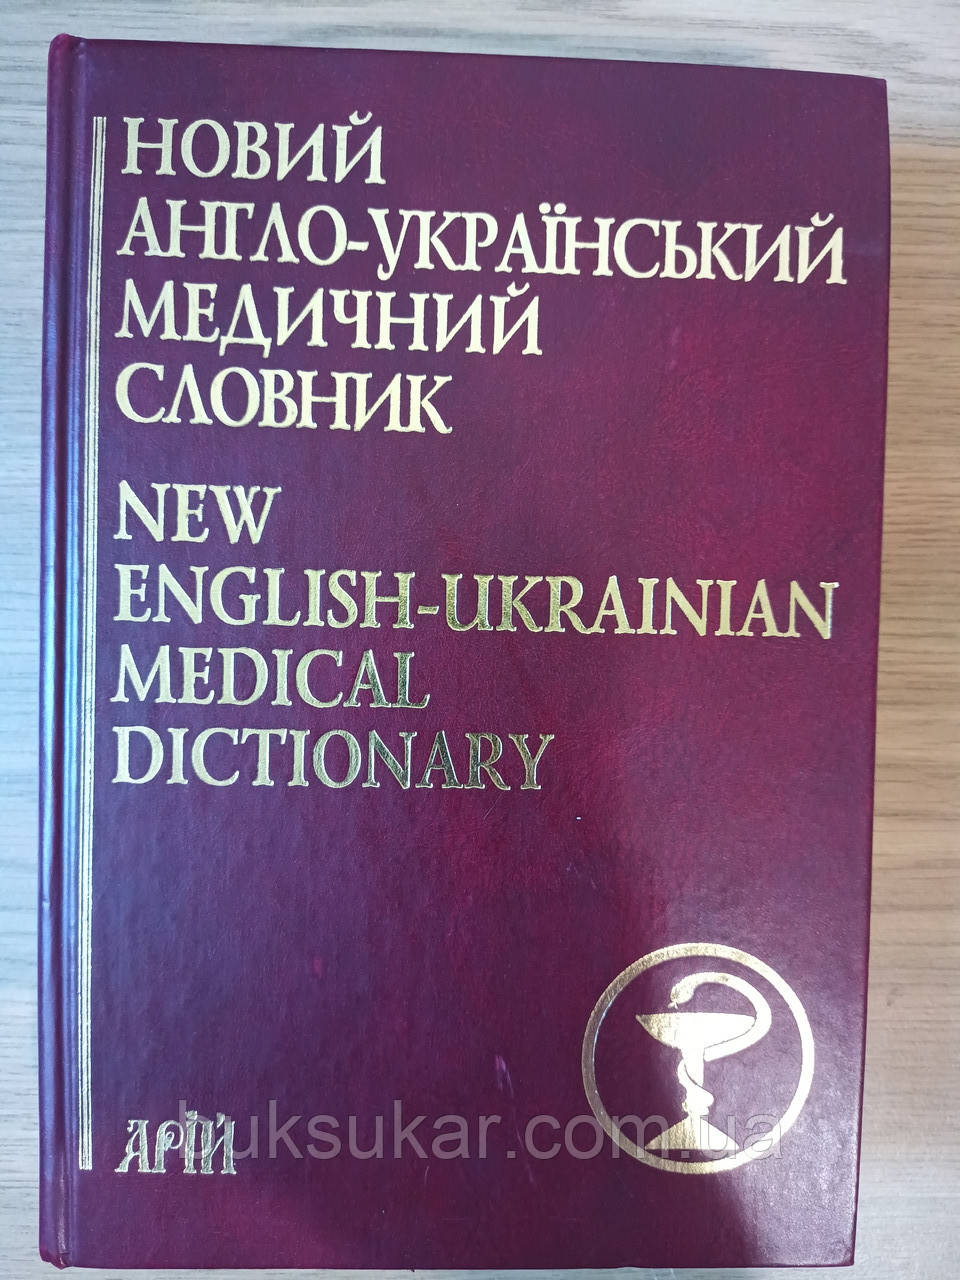 НОВИЙ
АНГЛО-УКРАЇНСЬКИЙ
МЕДИЧНИЙ
СЛОВНИК
NEW
ENGLISH-UKRAINIAN
MEDICAL
DICTIONARY
АРІЙ
buksukar.com.ua